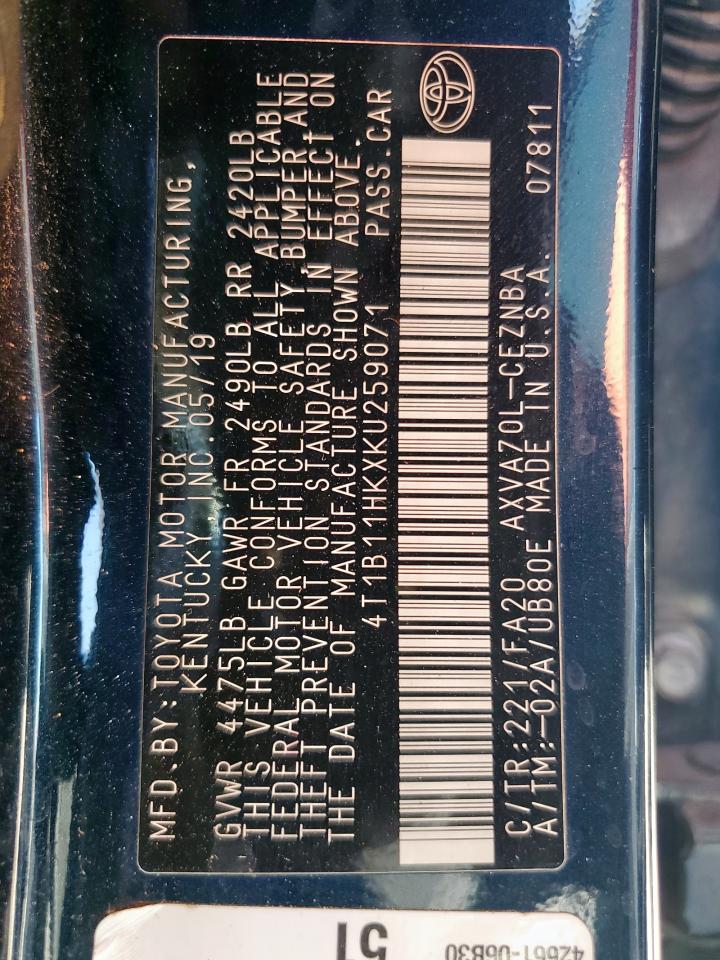 MFD.BY:TOYOTA MOTOR MANUFACTURING,
KENTUCKY, INC.05/19
GVWR 4475LB GAWR FR 2490LB RR 2420LB
THIS VEHICLE CONFORMS TO ALL APPLICABLE
FEDERAL MOTOR VEHICLE SAFETY, BUMPER, AND
THEFT PREVENTION STANDARDS IN EFFECT ON
THE DATE OF MANUFACTURE SHOWN ABOVE.
4T1B11HKXKU259071 PASS.CAR
C/TR:221/FA20 AXVA70L-CEZNBA
A/TM:-02A/UB80E MADE IN U.S.A. 07811
51
42661-06B30